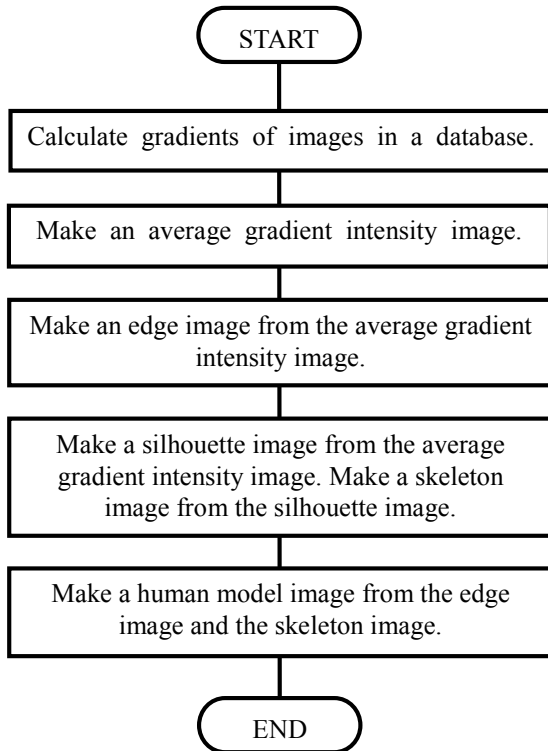 START
Calculate gradients of images in a database.
Make an average gradient intensity image.
Make an edge image from the average gradient
intensity image.
Make a silhouette image from the average
gradient intensity image. Make a skeleton
image from the silhouette image.
Make a human model image from the edge
image and the skeleton image.
END